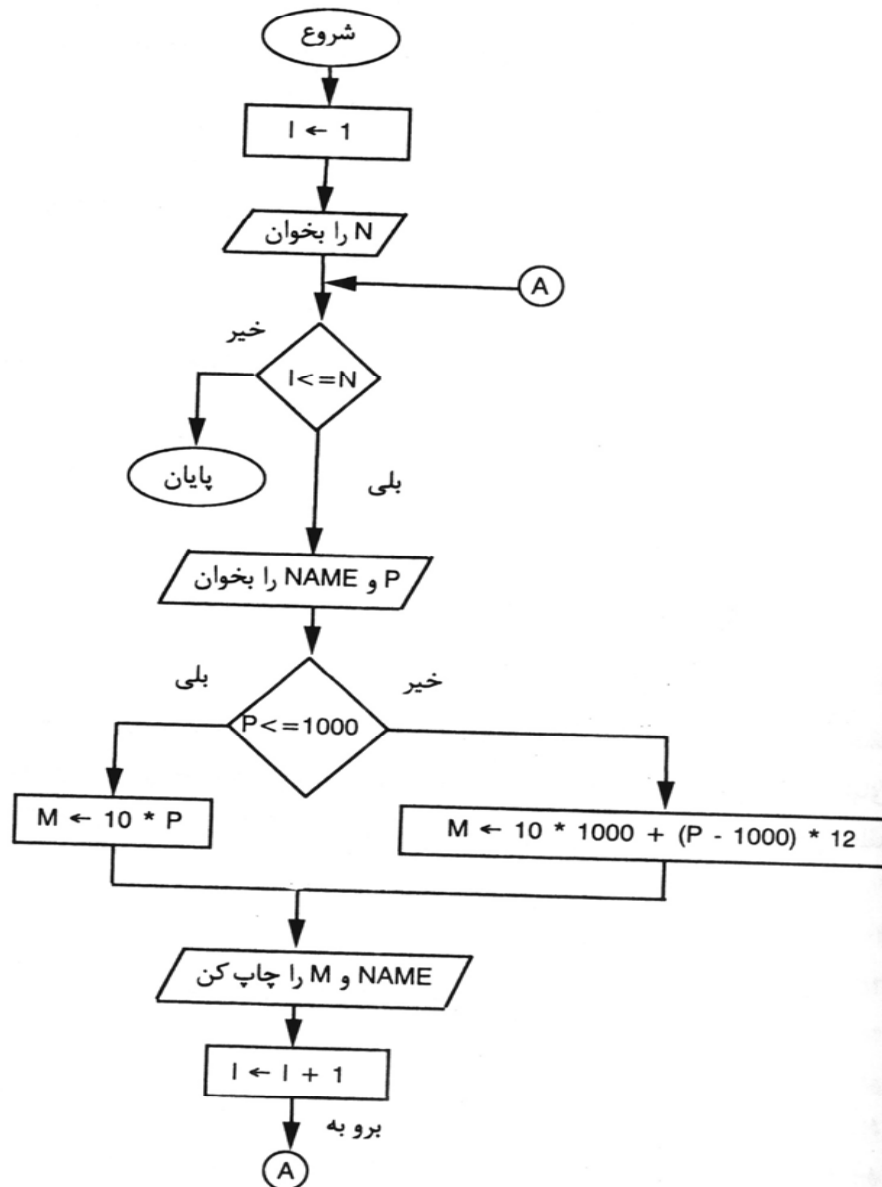 شروع
I ← 1
N را بخوان
A
خیر
I<=N
پایان
بلی
P و NAME را بخوان
بلی
خیر
P<=1000
M ← 10 * P
M ← 10 * 1000 + (P - 1000) * 12
NAME و M را چاپ کن
I ← I + 1
برو به
A